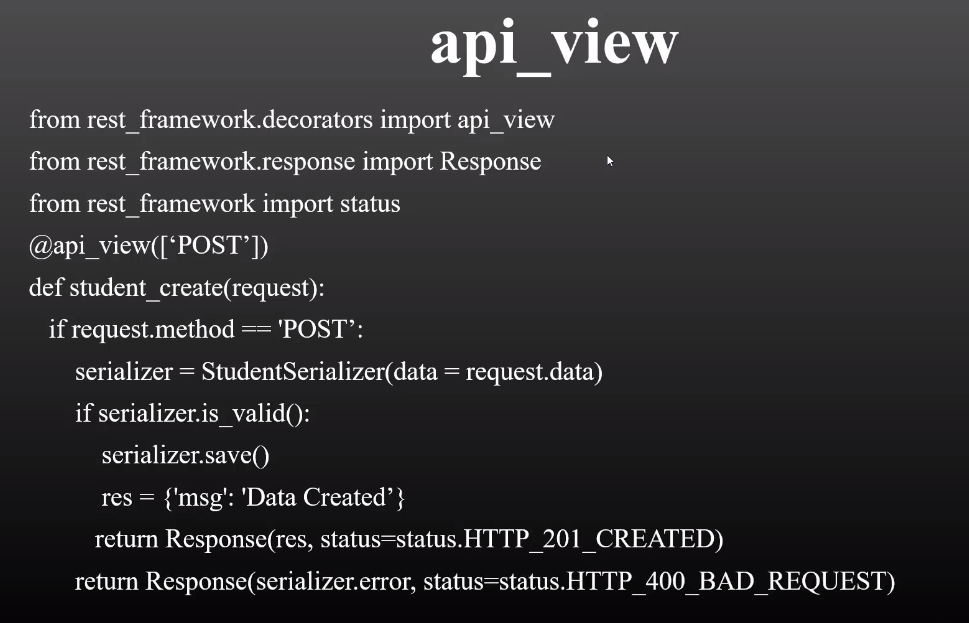 api_view
from rest_framework.decorators import api_view
from rest_framework.response import Response
from rest_framework import status
@api_view([‘POST’])
def student_create(request):
if request.method == 'POST’:
serializer = StudentSerializer(data = request.data)
if serializer.is_valid():
serializer.save()
res = {'msg': 'Data Created’}
return Response(res, status=status.HTTP_201_CREATED)
return Response(serializer.error, status=status.HTTP_400_BAD_REQUEST)